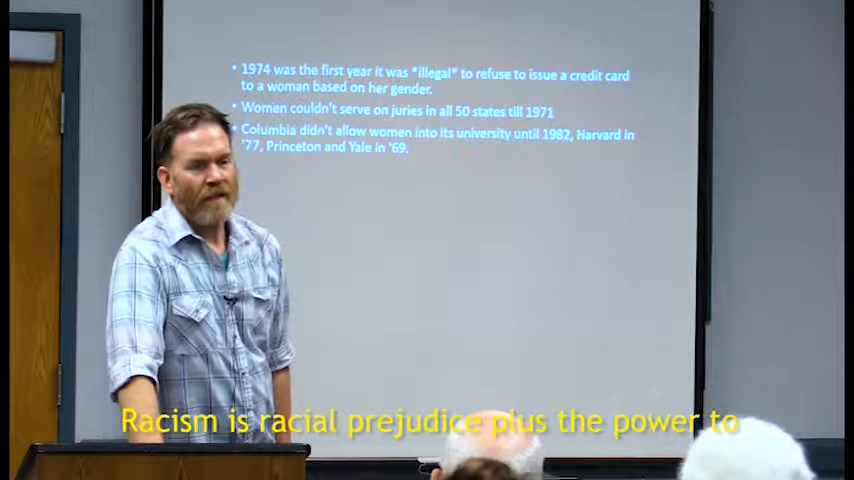 • 1974 was the first year it was *illegal* to refuse to issue a credit card
to a woman based on her gender.
• Women couldn't serve on juries in all 50 states till 1971
• Columbia didn't allow women into its university until 1982, Harvard in
'77, Princeton and Yale in '69.
Racism is racial prejudice plus the power to